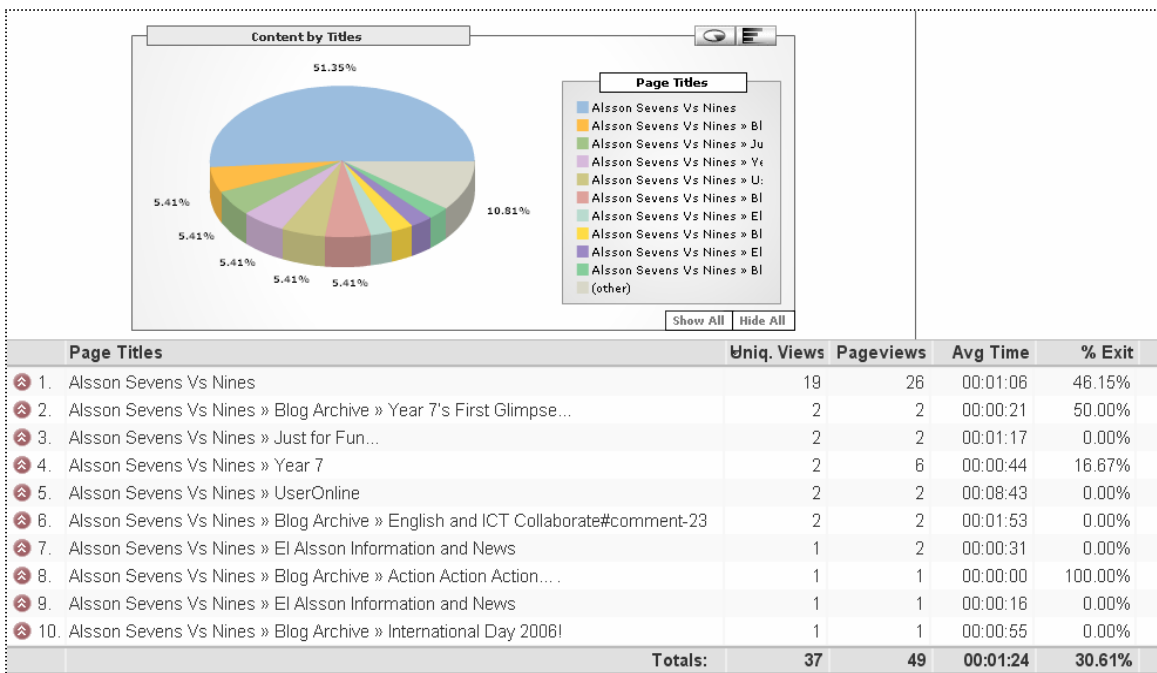 Content by Titles
51.35%
5.41%
5.41%
5.41%
5.41%
5.41%
10.81%
Page Titles
Alsson Sevens Vs Nines
Alsson Sevens Vs Nines » Bl
Alsson Sevens Vs Nines » Ju
Alsson Sevens Vs Nines » Ye
Alsson Sevens Vs Nines » U
Alsson Sevens Vs Nines » Bl
Alsson Sevens Vs Nines » El
Alsson Sevens Vs Nines » Bl
Alsson Sevens Vs Nines » El
Alsson Sevens Vs Nines » Bl
(other)
Show All Hide All
Page Titles Uniq. Views Pageviews Avg Time % Exit
1. Alsson Sevens Vs Nines 19 26 00:01:06 46.15%
2. Alsson Sevens Vs Nines » Blog Archive » Year 7's First Glimpse... 2 2 00:00:21 50.00%
3. Alsson Sevens Vs Nines » Just for Fun... 2 2 00:01:17 0.00%
4. Alsson Sevens Vs Nines » Year 7 2 6 00:00:44 16.67%
5. Alsson Sevens Vs Nines » UserOnline 2 2 00:08:43 0.00%
6. Alsson Sevens Vs Nines » Blog Archive » English and ICT Collaborate#comment-23 2 2 00:01:53 0.00%
7. Alsson Sevens Vs Nines » El Alsson Information and News 1 2 00:00:31 0.00%
8. Alsson Sevens Vs Nines » Blog Archive » Action Action Action... . 1 1 00:00:00 100.00%
9. Alsson Sevens Vs Nines » El Alsson Information and News 1 1 00:00:16 0.00%
10. Alsson Sevens Vs Nines » Blog Archive » International Day 2006! 1 1 00:00:55 0.00%
Totals: 37 49 00:01:24 30.61%